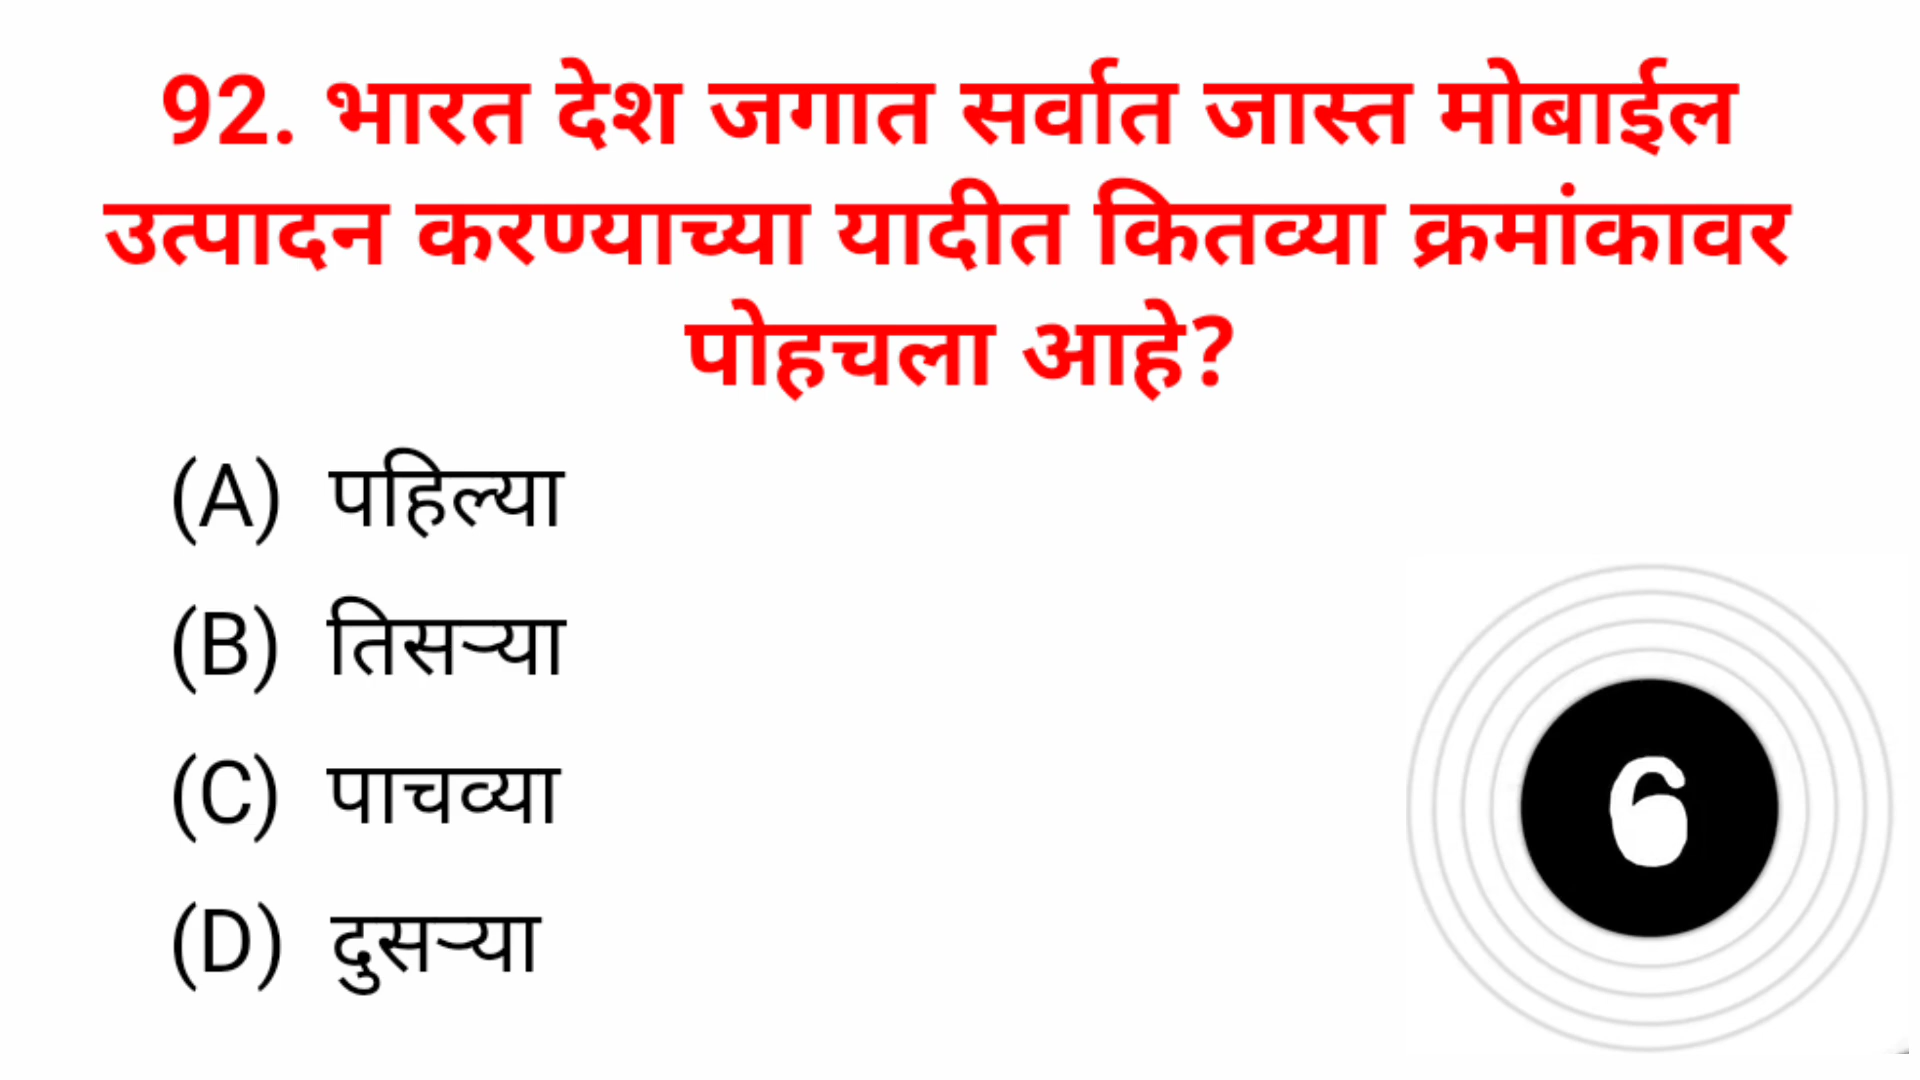 92. भारत देश जगात सर्वात जास्त मोबाईल
उत्पादन करण्याच्या यादीत कितव्या क्रमांकावर
पोहचला आहे?
(A) पहिल्या
(B) तिसऱ्या
(C) पाचव्या
(D) दुसऱ्या
6